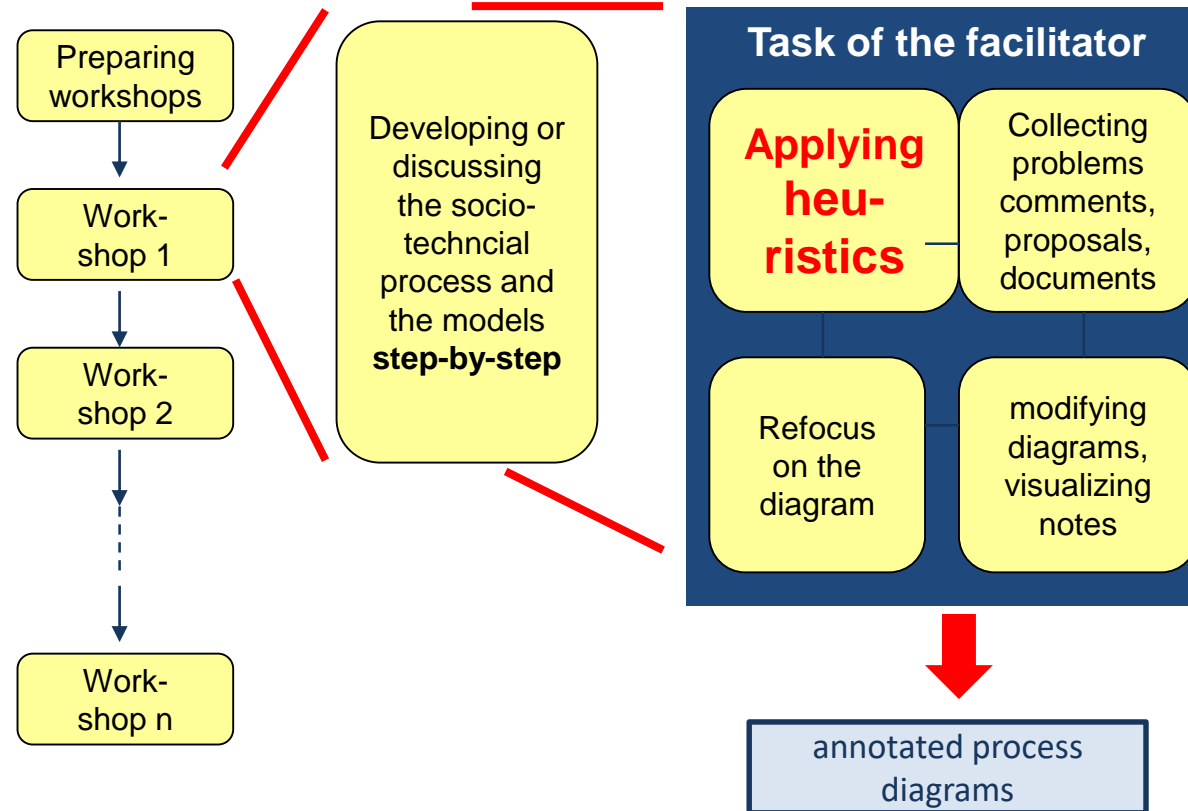 Preparing
workshops
Work-
shop 1
Work-
shop 2
Work-
shop n
Developing or
discussing
the socio-
techncial
process and
the models
step-by-step
Task of the facilitator
Applying
heu-
ristics
Collecting
problems
comments,
proposals,
documents
Refocus
on the
diagram
modifying
diagrams,
visualizing
notes
annotated process
diagrams